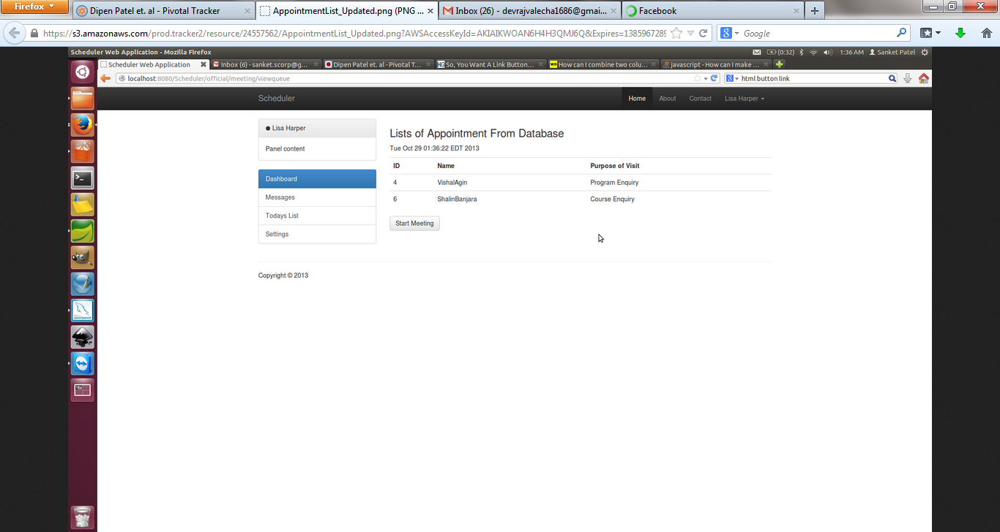 Firefox
Dipen Patel et. al - Pivotal Tracker
AppointmentList_Updated.png (PNG ...
Inbox (26) - devrajvalecha1686@gmai...
Facebook
https://s3.amazonaws.com/prod.tracker2/resource/24557562/AppointmentList_Updated.png?AWSAccessKeyId=AKIAIKWOAN6H4H3QMJ6Q&Expires=1385967289
Google
Scheduler Web Application - Mozilla Firefox
(0:32)
1:36 AM
Sanket Patel
Scheduler Web Application
Inbox (6) - sanket.scorp@g...
Dipen Patel et. al - Pivotal T...
So, You Want A Link Button...
How can I combine two colu...
javascript - How can I make ...
localhost:8080/Scheduler/official/meeting/viewqueue
html button link
Scheduler
Home
About
Contact
Lisa Harper
Lisa Harper
Panel content
Dashboard
Messages
Todays List
Settings
Lists of Appointment From Database
Tue Oct 29 01:36:22 EDT 2013
ID Name Purpose of Visit
4 VishalAgin Program Enquiry
6 ShalinBanjara Course Enquiry
Start Meeting
Copyright © 2013